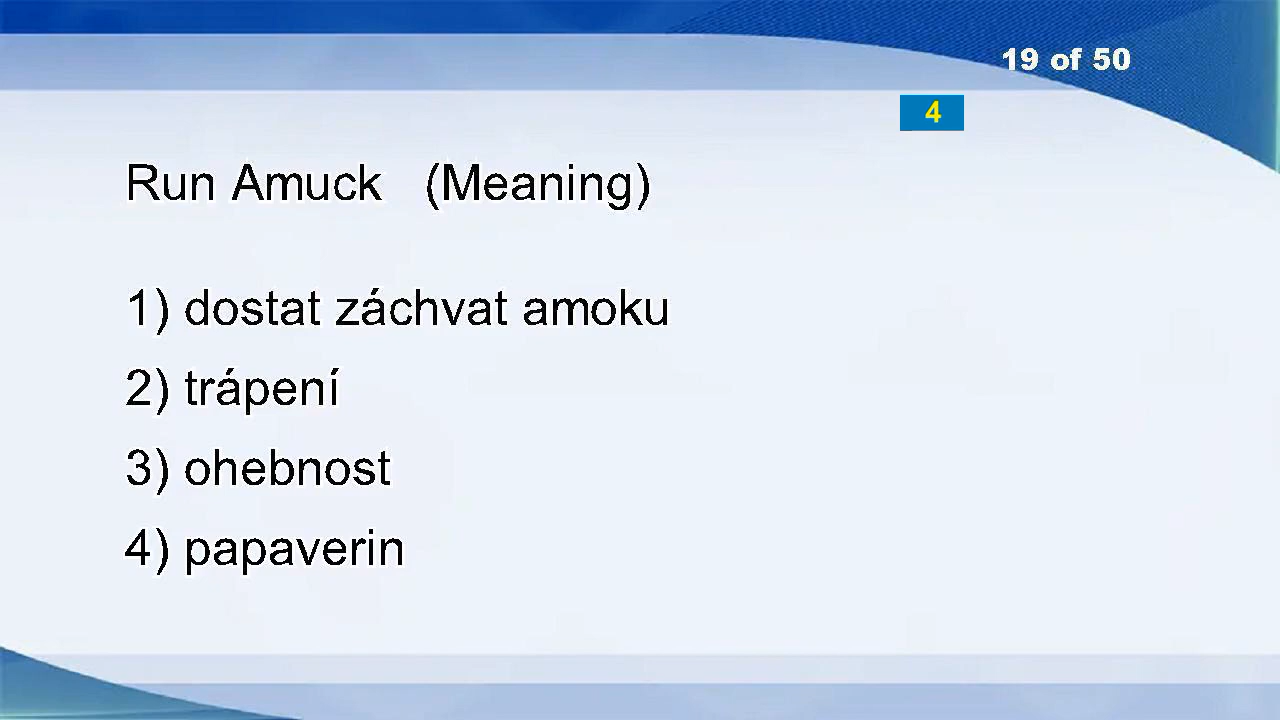 19 of 50
4
Run Amuck (Meaning)
1) dostat záchvat amoku
2) trápení
3) ohebnost
4) papaverin